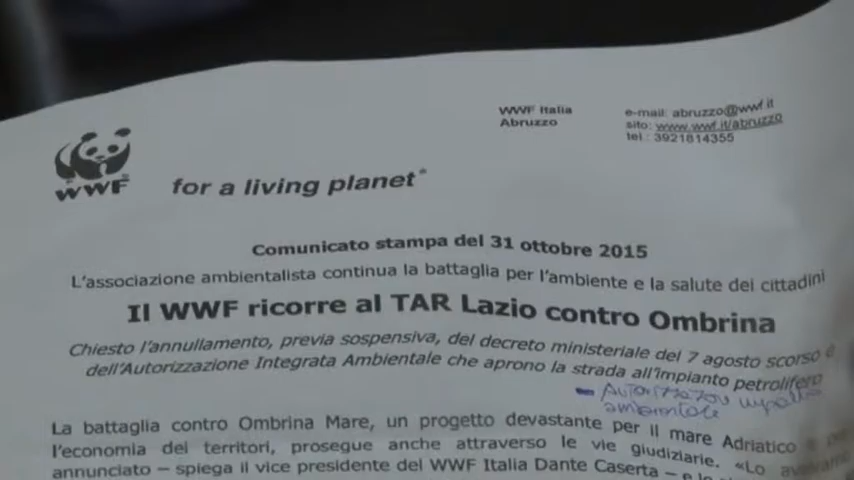 WWF Italia
Abruzzo
e-mail: abruzzo@wwf.it
sito: www.wwf.it/abruzzo
tel : 3921814355
WWF
for a living planet®
Comunicato stampa del 31 ottobre 2015
L'associazione ambientalista continua la battaglia per l'ambiente e la salute dei cittadini
Il WWF ricorre al TAR Lazio contro Ombrina
Chiesto l'annullamento, previa sospensiva, del decreto ministeriale del 7 agosto scorso e
dell'Autorizzazione Integrata Ambientale che aprono la strada all'impianto petrolifero
ambientale
La battaglia contro Ombrina Mare, un progetto devastante per il mare Adriatico e per
l'economia dei territori, prosegue anche attraverso le vie giudiziarie. «Lo avevamo
annunciato – spiega il vice presidente del WWF Italia Dante Caserta – e lo